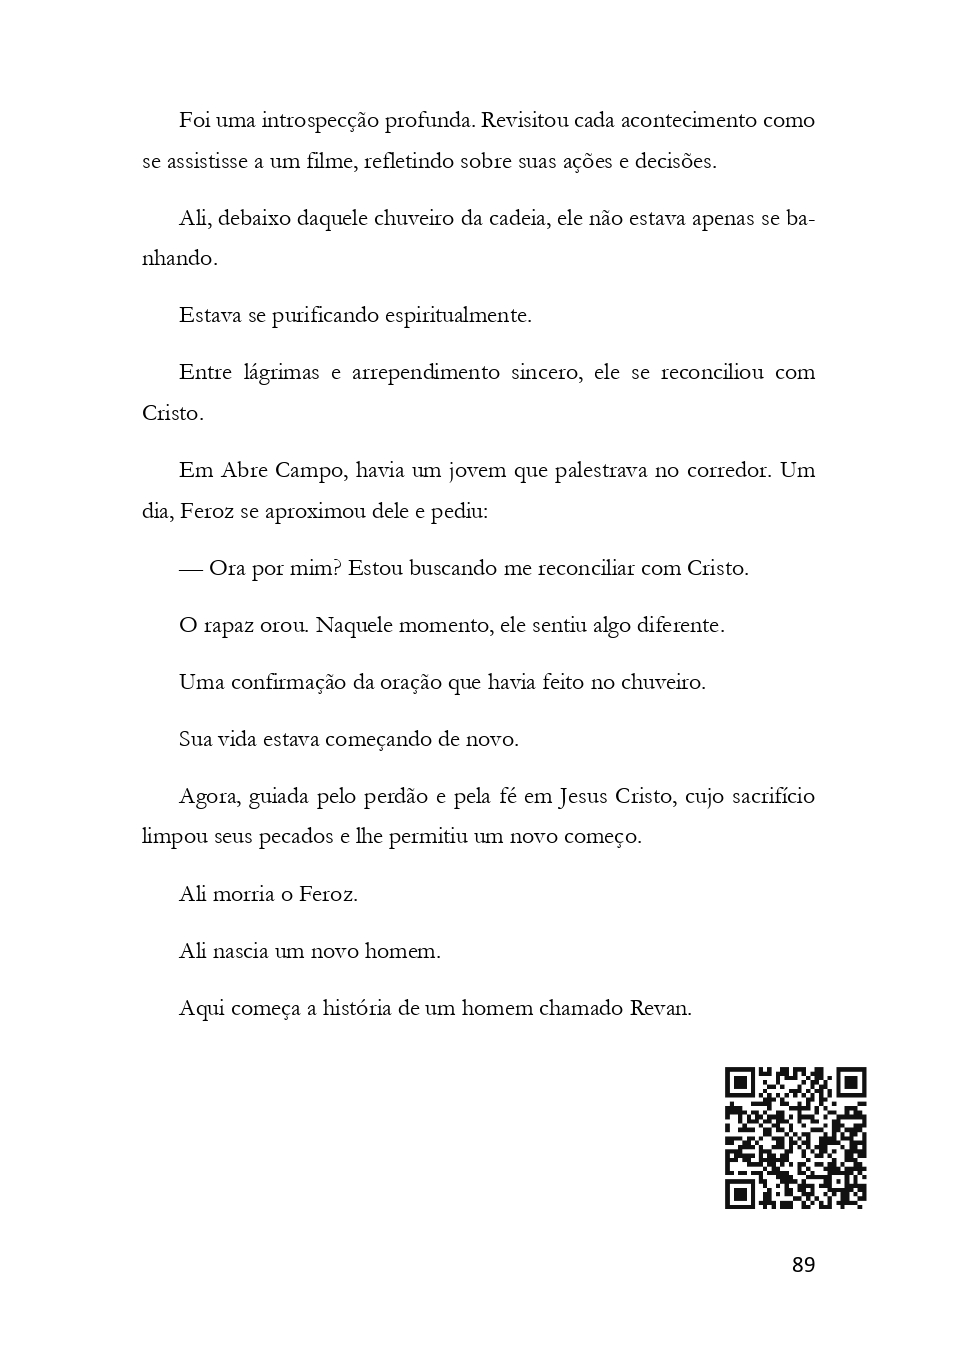 Foi uma introspecção profunda. Revisitou cada acontecimento como
se assistisse a um filme, refletindo sobre suas ações e decisões.
Ali, debaixo daquele chuveiro da cadeia, ele não estava apenas se ba-
nhando.
Estava se purificando espiritualmente.
Entre lágrimas e arrependimento sincero, ele se reconciliou com
Cristo.
Em Abre Campo, havia um jovem que palestrava no corredor. Um
dia, Feroz se aproximou dele e pediu:
— Ora por mim? Estou buscando me reconciliar com Cristo.
O rapaz orou. Naquele momento, ele sentiu algo diferente.
Uma confirmação da oração que havia feito no chuveiro.
Sua vida estava começando de novo.
Agora, guiada pelo perdão e pela fé em Jesus Cristo, cujo sacrifício
limpou seus pecados e lhe permitiu um novo começo.
Ali morria o Feroz.
Ali nascia um novo homem.
Aqui começa a história de um homem chamado Revan.
89